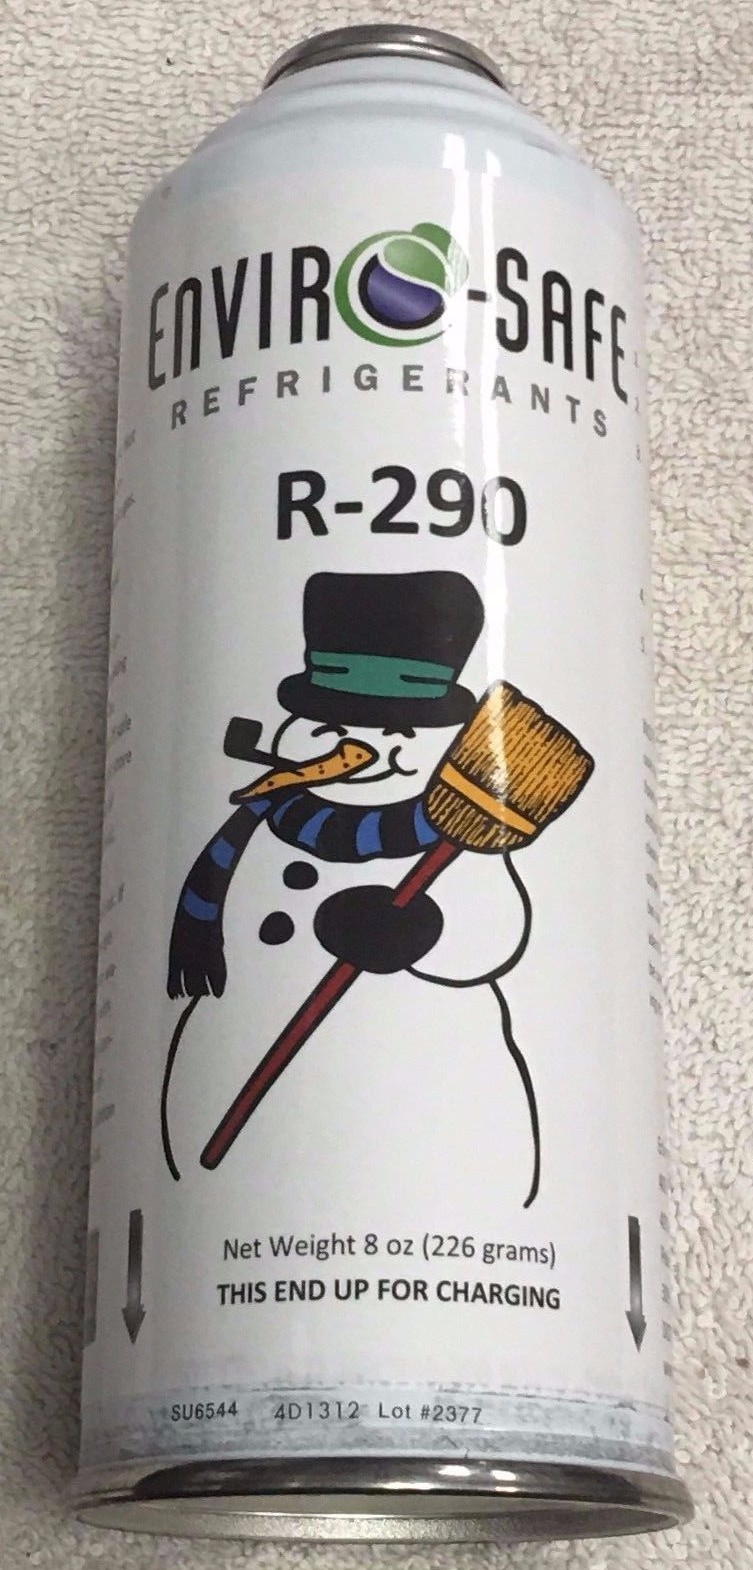 ENVIRO-SAFE
REFRIGERANTS
R-290
Net Weight 8 oz (226 grams)
THIS END UP FOR CHARGING
SU6544 4D1312 Lot #2377